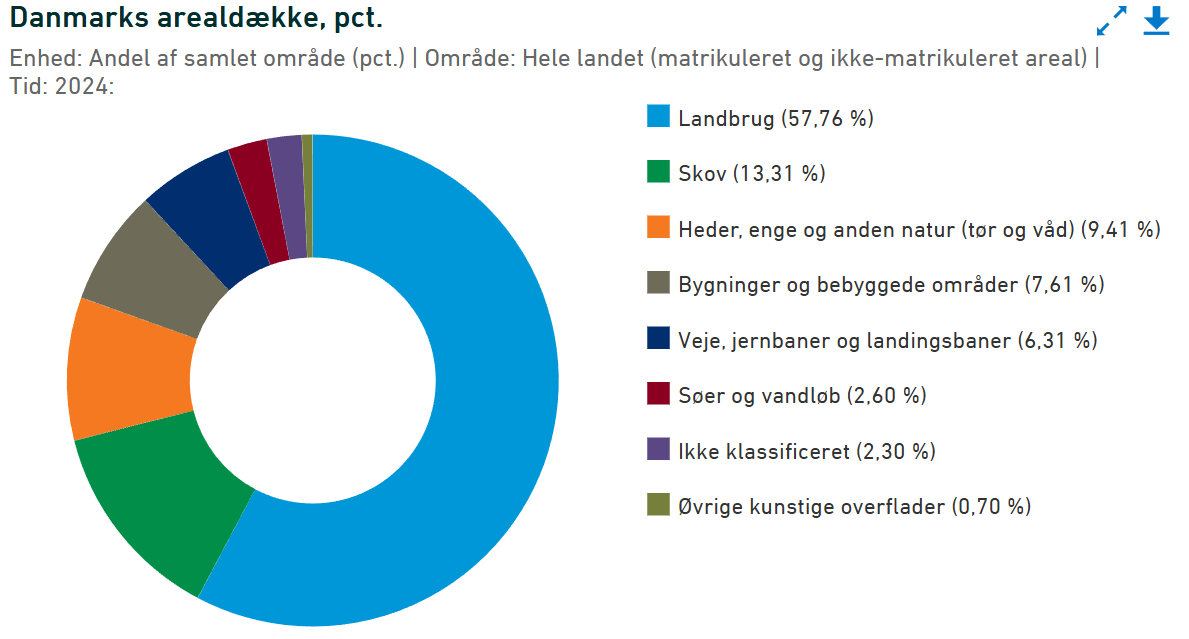 Danmarks arealdække, pct.
Enhed: Andel af samlet område (pct.) | Område: Hele landet (matrikuleret og ikke-matrikuleret areal) |
Tid: 2024:
Landbrug (57,76 %)
Skov (13,31 %)
Heder, enge og anden natur (tør og våd) (9,41 %)
Bygninger og bebyggede områder (7,61 %)
Veje, jernbaner og landingsbaner (6,31 %)
Søer og vandløb (2,60 %)
Ikke klassificeret (2,30 %)
Øvrige kunstige overflader (0,70 %)